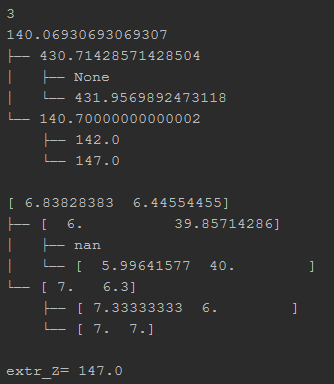 3
140.06930693069307
├── 430.71428571428504
│   ├── None
│   └── 431.9569892473118
└── 140.70000000000002
    ├── 142.0
    └── 147.0

[ 6.83828383  6.44554455]
├── [  6.          39.85714286]
│   ├── nan
│   └── [  5.99641577  40.        ]
└── [ 7.   6.3]
    ├── [ 7.33333333  6.        ]
    └── [ 7.  7.]

extr_Z= 147.0